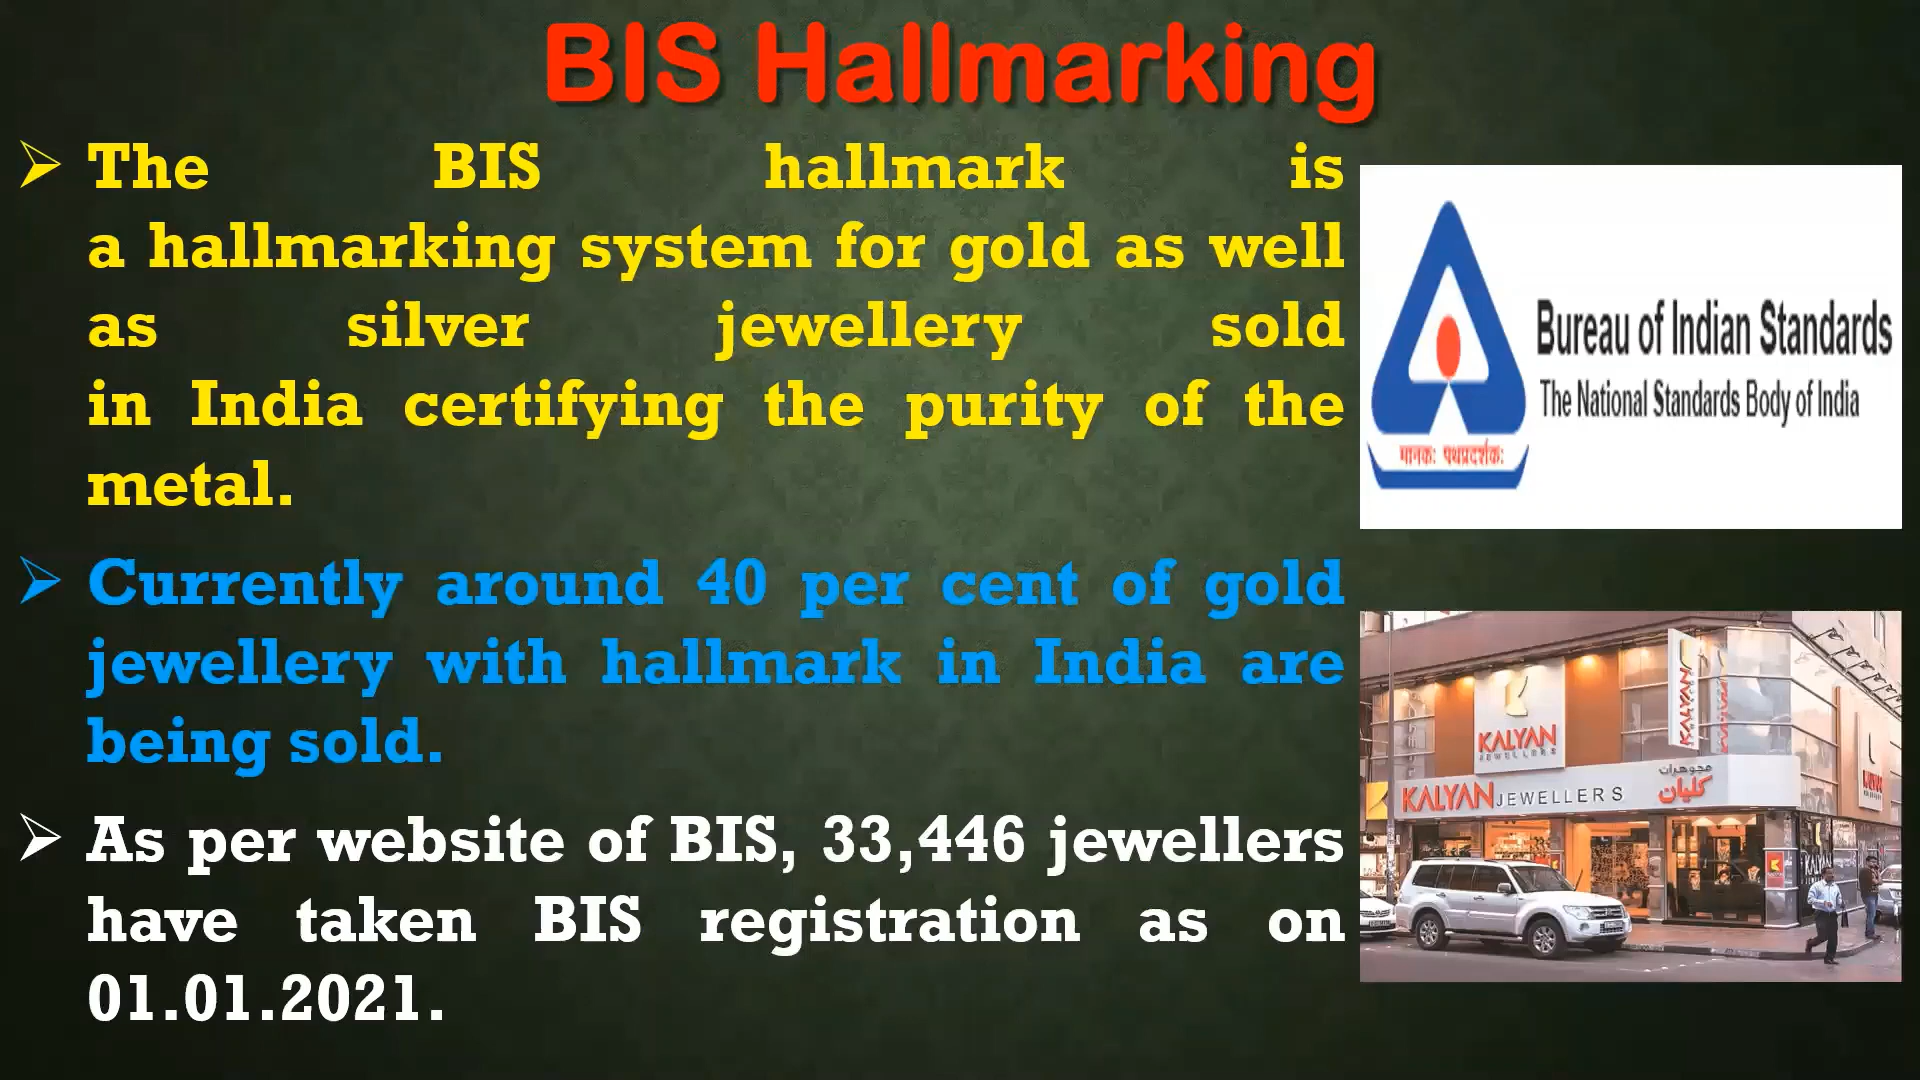 BIS Hallmarking
The BIS hallmark is
a hallmarking system for gold as well
as silver jewellery sold
in India certifying the purity of the
metal.
Currently around 40 per cent of gold
jewellery with hallmark in India are
being sold.
As per website of BIS, 33,446 jewellers
have taken BIS registration as on
01.01.2021.
Bureau of Indian Standards
The National Standards Body of India
मानकः पथप्रदर्शकः
KALYAN
JEWELLERS
KALYAN
KALYAN JEWELLERS
مجوهرات
كليان